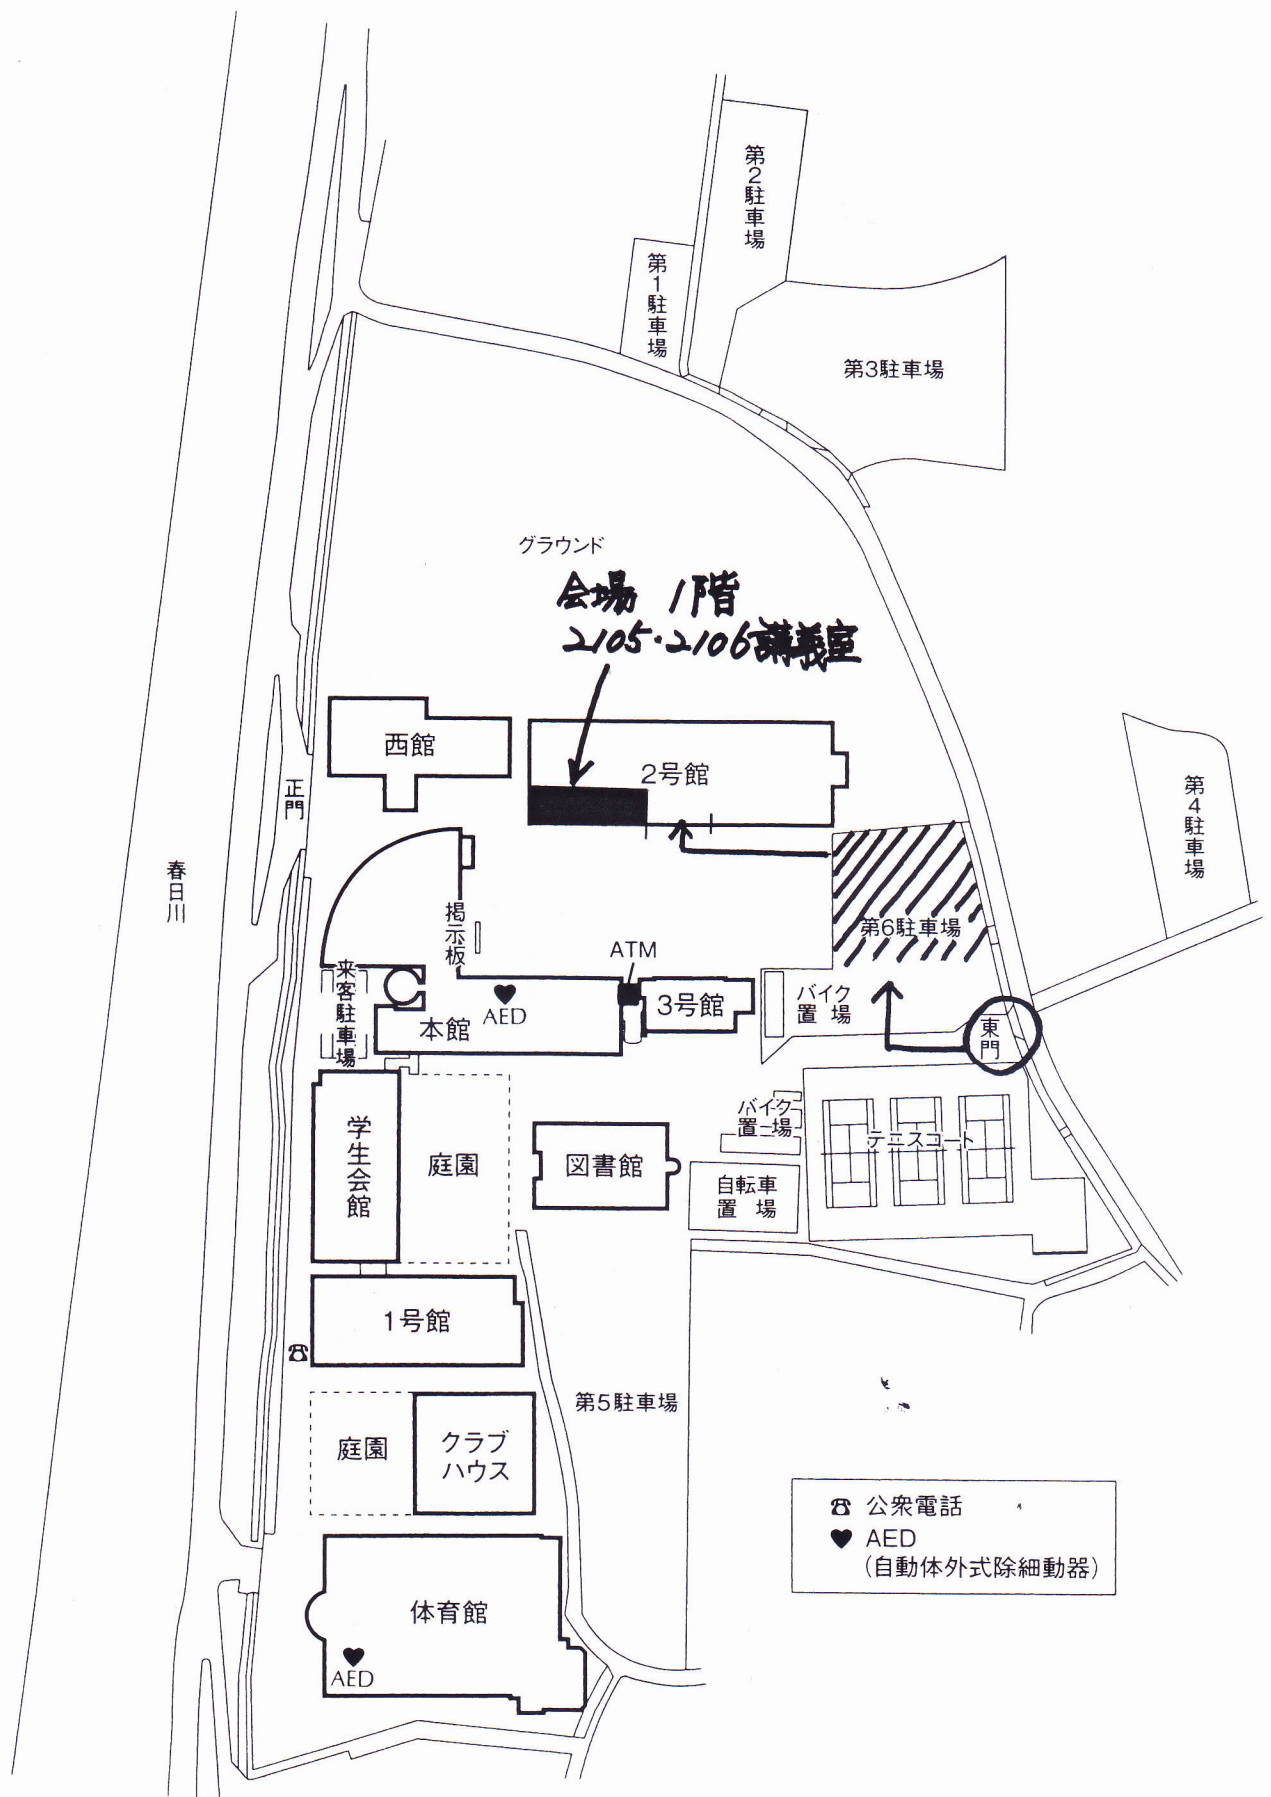 第2駐車場
第1駐車場
第3駐車場
グラウンド
会場 1階
2105・2106講義室
西館
2号館
正門
第4駐車場
春日川
掲示板
第6駐車場
ATM
来客駐車場
AED
本館
3号館
バイク
置場
東門
学生会館
庭園
図書館
バイク
置場
テニスコート
自転車
置場
1号館
第5駐車場
庭園
クラブ
ハウス
公衆電話
AED
(自動体外式除細動器)
体育館
AED